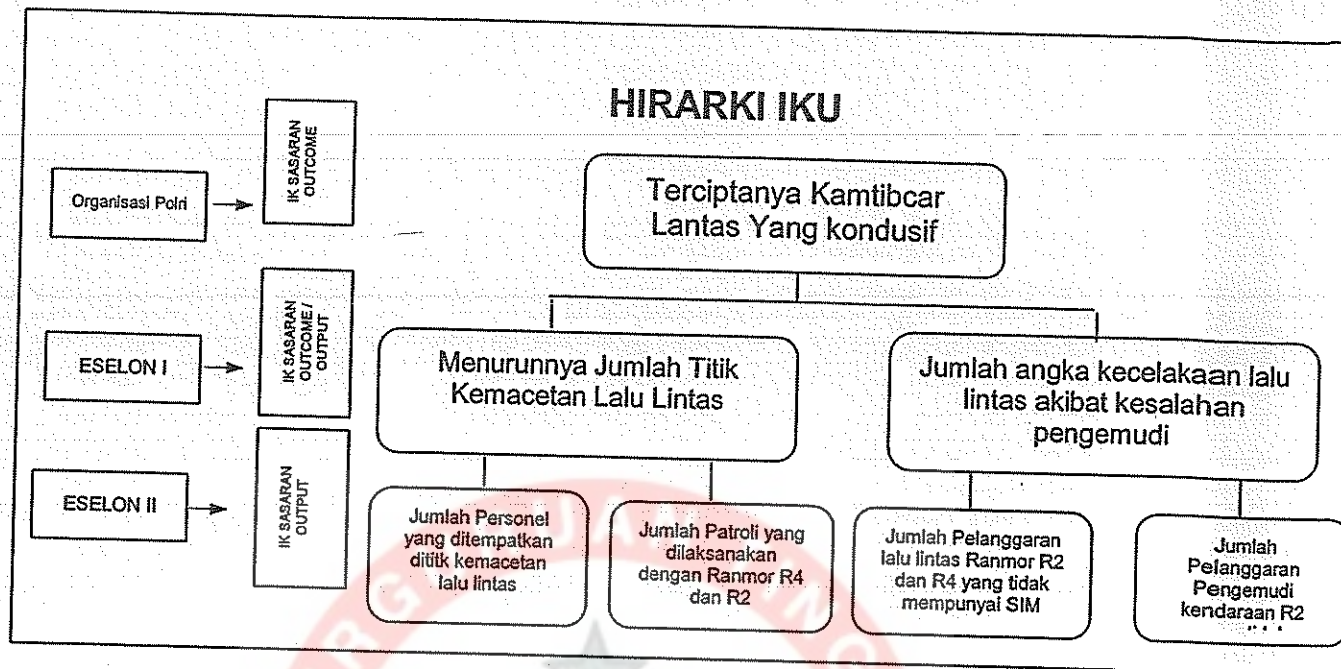 HIRARKI IKU
Organisasi Polri
IK SASARAN
OUTCOME
Terciptanya Kamtibcar
Lantas Yang kondusif
ESELON I
IK SASARAN
OUTCOME /
OUTPUT
Menurunnya Jumlah Titik
Kemacetan Lalu Lintas
Jumlah angka kecelakaan lalu
lintas akibat kesalahan
pengemudi
ESELON II
IK SASARAN
OUTPUT
Jumlah Personel
yang ditempatkan
dititk kemacetan
lalu lintas
Jumlah Patroli yang
dilaksanakan
dengan Ranmor R4
dan R2
Jumlah Pelanggaran
lalu lintas Ranmor R2
dan R4 yang tidak
mempunyai SIM
Jumlah
Pelanggaran
Pengemudi
kendaraan R2